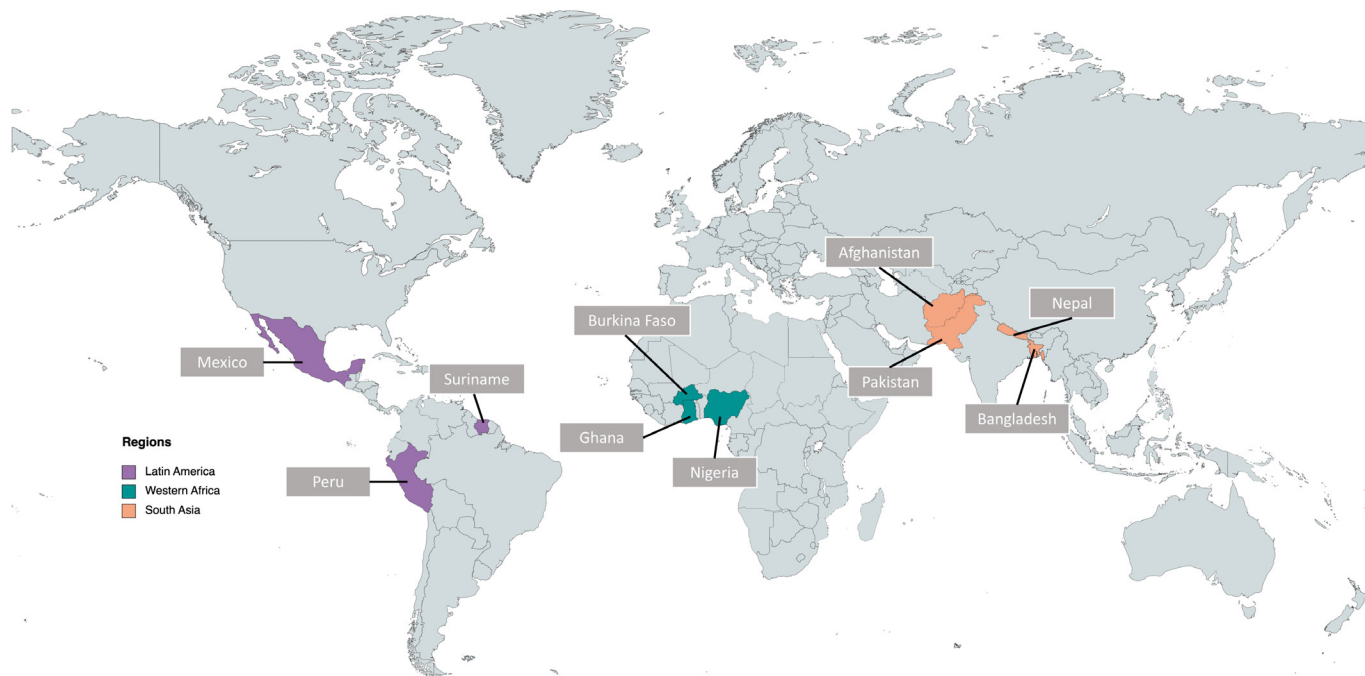 Afghanistan
Nepal
Burkina Faso
Mexico
Suriname
Pakistan
Bangladesh
Ghana
Nigeria
Peru
Regions
Latin America
Western Africa
South Asia